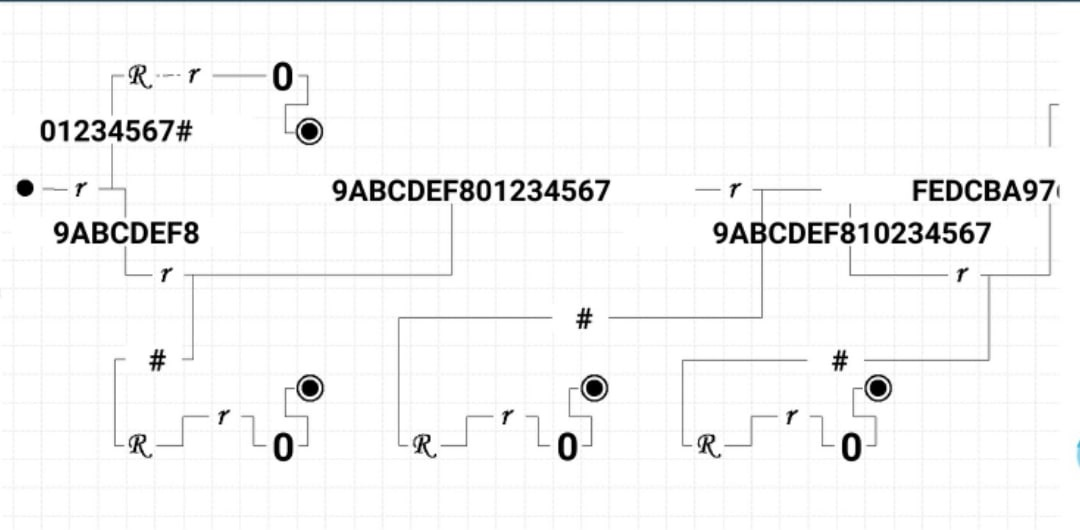 ℛ r 0
01234567#
r 9ABCDEF801234567 r FEDCBA97
9ABCDEF8 9ABCDEF810234567
r r
#
# #
r r r
ℛ 0 ℛ 0 ℛ 0